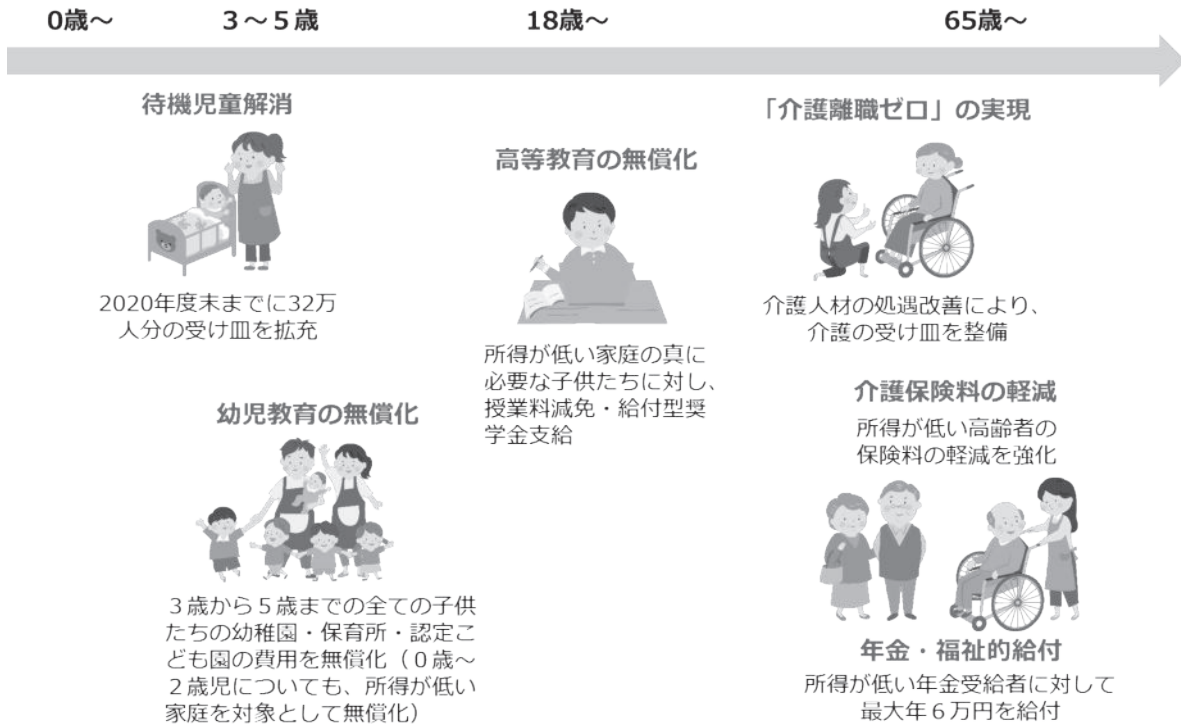 0歳～
3～5歳
18歳～
65歳～
待機児童解消
2020年度末までに32万
人分の受け皿を拡充
幼児教育の無償化
3歳から5歳までの全ての子供
たちの幼稚園・保育所・認定こ
ども園の費用を無償化（0歳～
2歳児についても、所得が低い
家庭を対象として無償化）
高等教育の無償化
所得が低い家庭の真に
必要な子供たちに対し、
授業料減免・給付型奨
学金支給
「介護離職ゼロ」の実現
介護人材の処遇改善により、
介護の受け皿を整備
介護保険料の軽減
所得が低い高齢者の
保険料の軽減を強化
年金・福祉的給付
所得が低い年金受給者に対して
最大年6万円を給付